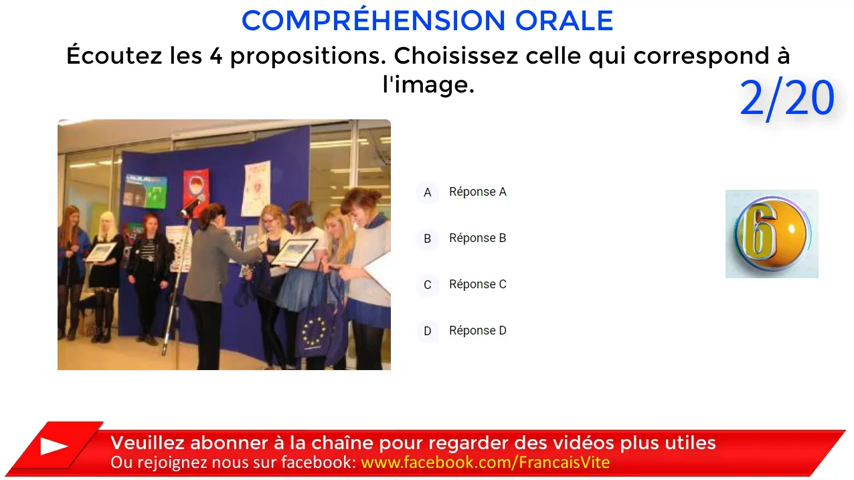 COMPRÉHENSION ORALE
Écoutez les 4 propositions. Choisissez celle qui correspond à
l'image.
2/20
A Réponse A
B Réponse B
C Réponse C
D Réponse D
6
Veuillez abonner à la chaîne pour regarder des vidéos plus utiles
Ou rejoignez nous sur facebook: www.facebook.com/FrancaisVite